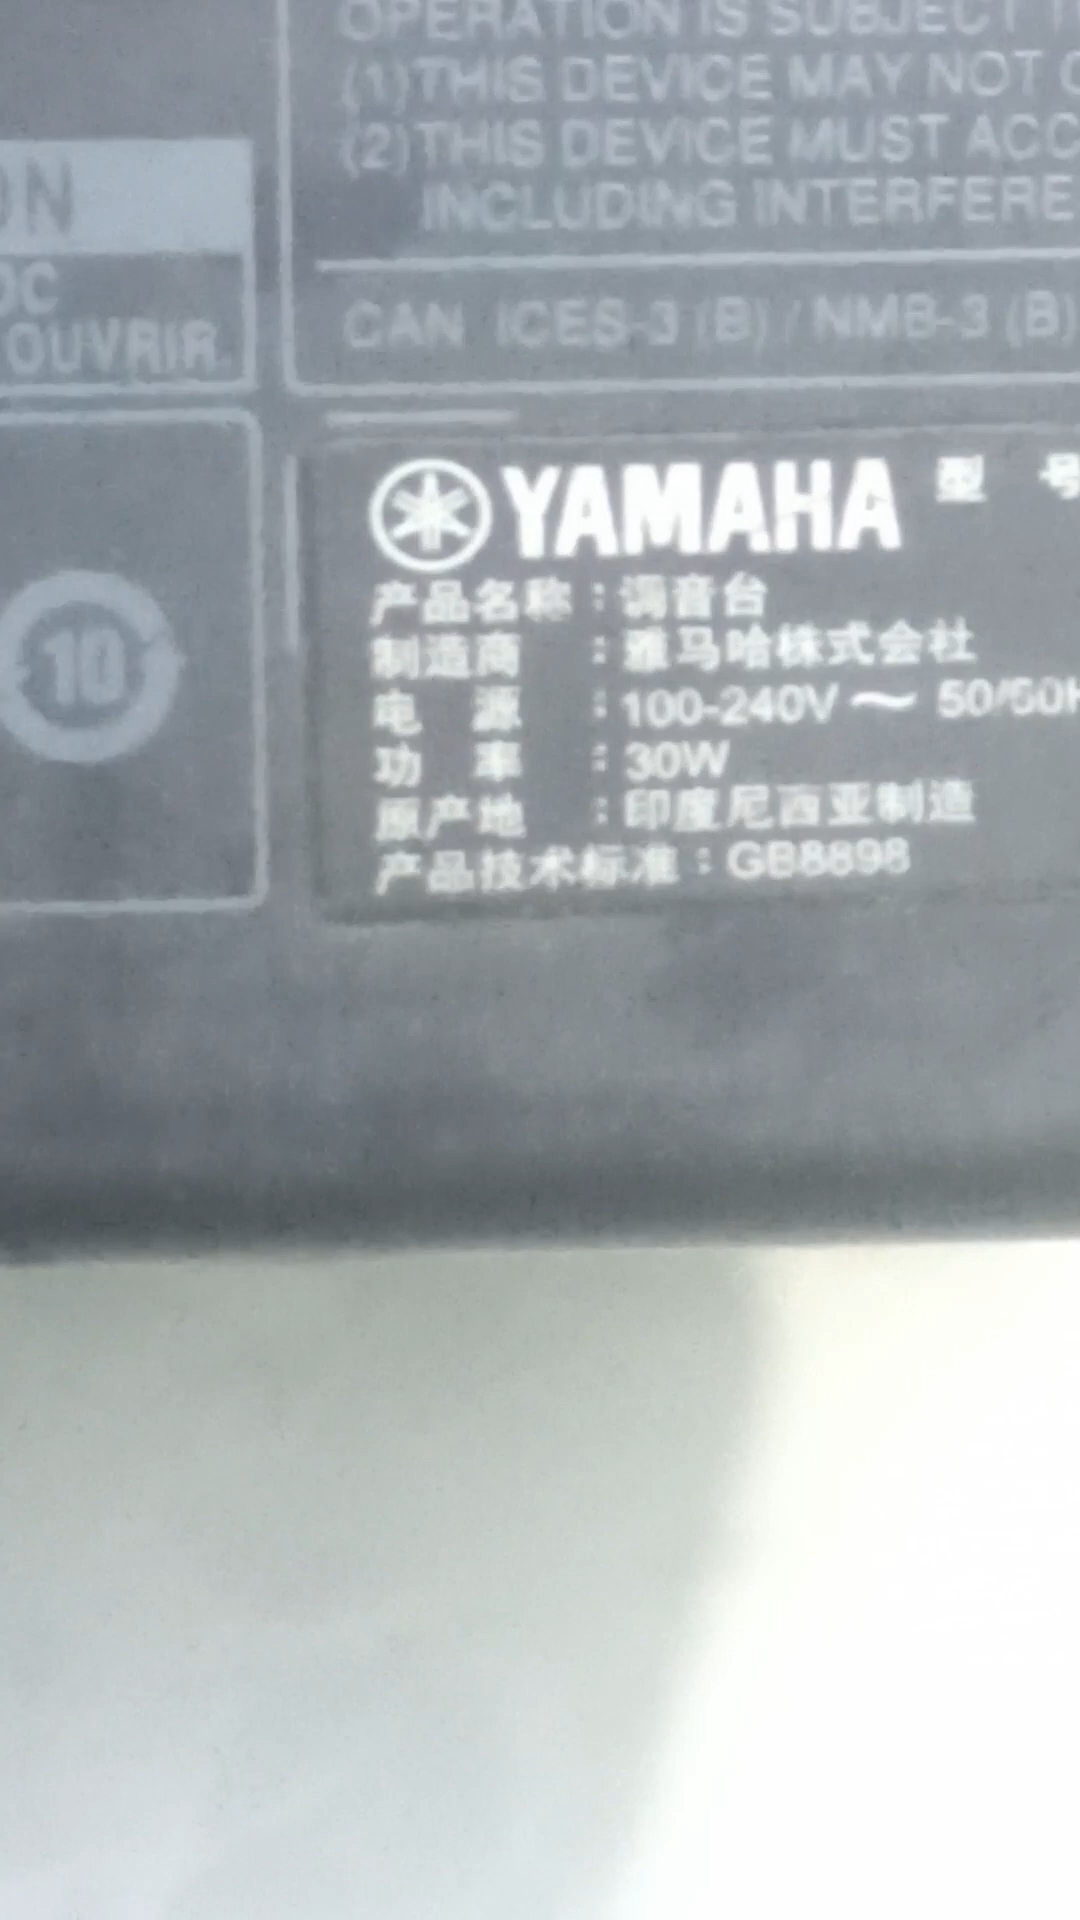 OPERATION IS SUBJECT
(1) THIS DEVICE MAY NOT
(2) THIS DEVICE MUST ACC
INCLUDING INTERFERE
CAN ICES-3 (B) / NMB-3 (B)
ON
OC
OUVRIR.
10
YAMAHA 型 号
产品名称：调音台
制造商：雅马哈株式会社
电 源：100-240V ～ 50/60H
功 率：30W
原产地：印度尼西亚制造
产品技术标准：GB8898